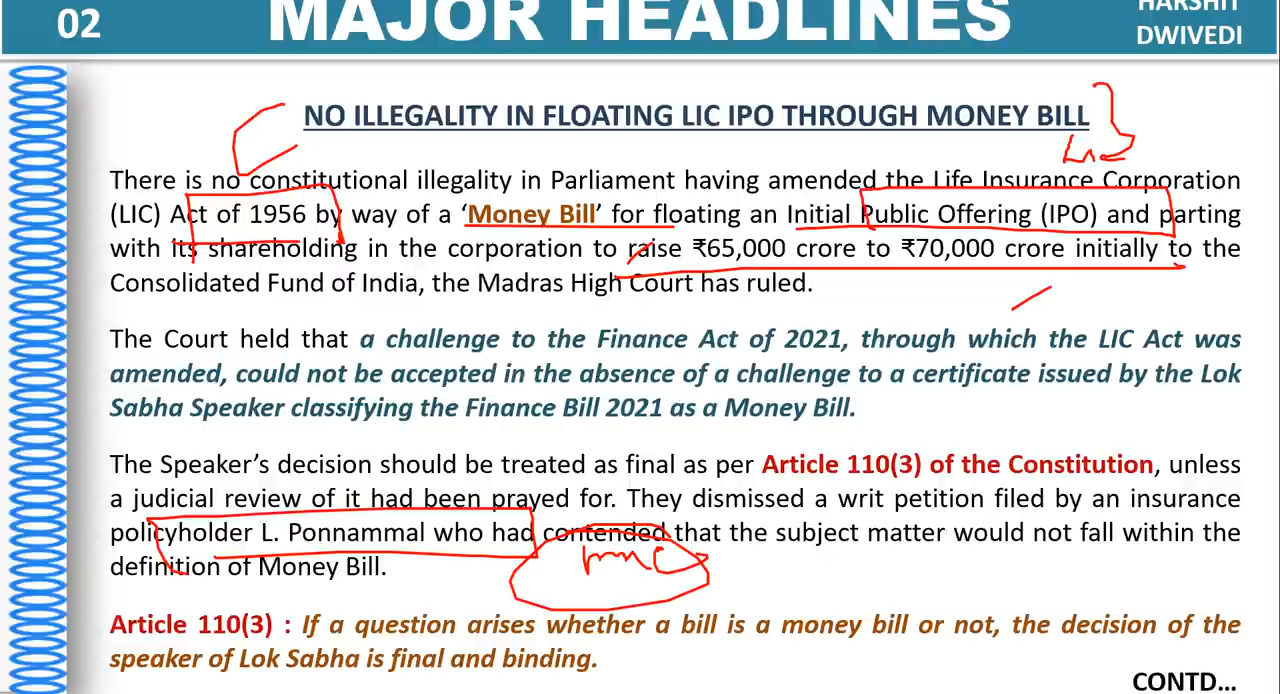 02
MAJOR HEADLINES
HARSHIT
DWIVEDI
NO ILLEGALITY IN FLOATING LIC IPO THROUGH MONEY BILL
There is no constitutional illegality in Parliament having amended the Life Insurance Corporation
(LIC) Act of 1956 by way of a ‘Money Bill’ for floating an Initial Public Offering (IPO) and parting
with its shareholding in the corporation to raise ₹65,000 crore to ₹70,000 crore initially to the
Consolidated Fund of India, the Madras High Court has ruled.
The Court held that a challenge to the Finance Act of 2021, through which the LIC Act was
amended, could not be accepted in the absence of a challenge to a certificate issued by the Lok
Sabha Speaker classifying the Finance Bill 2021 as a Money Bill.
The Speaker’s decision should be treated as final as per Article 110(3) of the Constitution, unless
a judicial review of it had been prayed for. They dismissed a writ petition filed by an insurance
policyholder L. Ponnammal who had contended that the subject matter would not fall within the
definition of Money Bill.
Article 110(3) : If a question arises whether a bill is a money bill or not, the decision of the
speaker of Lok Sabha is final and binding.
CONTD...